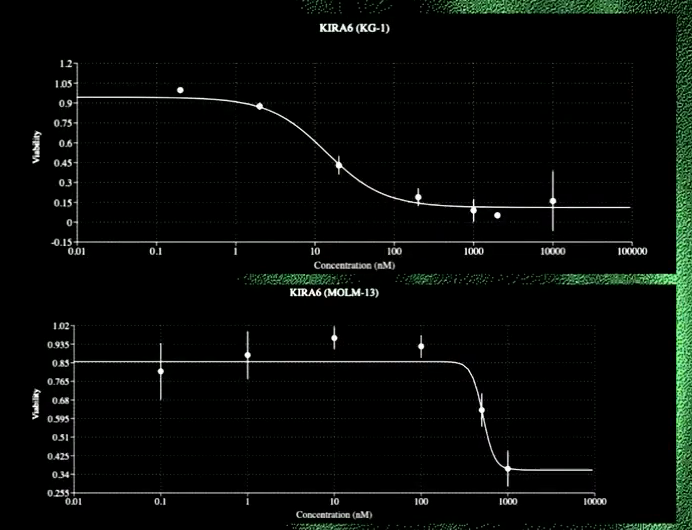 KIRA6 (KG-1)
1.2
1.05
0.9
0.75
0.6
0.45
0.3
0.15
0
-0.15
Viability
0.01 0.1 1 10 100 1000 10000 100000
Concentration (nM)
KIRA6 (MOLM-13)
1.02
0.935
0.85
0.765
0.68
0.595
0.51
0.425
0.34
0.255
Viability
0.01 0.1 1 10 100 1000 10000
Concentration (nM)